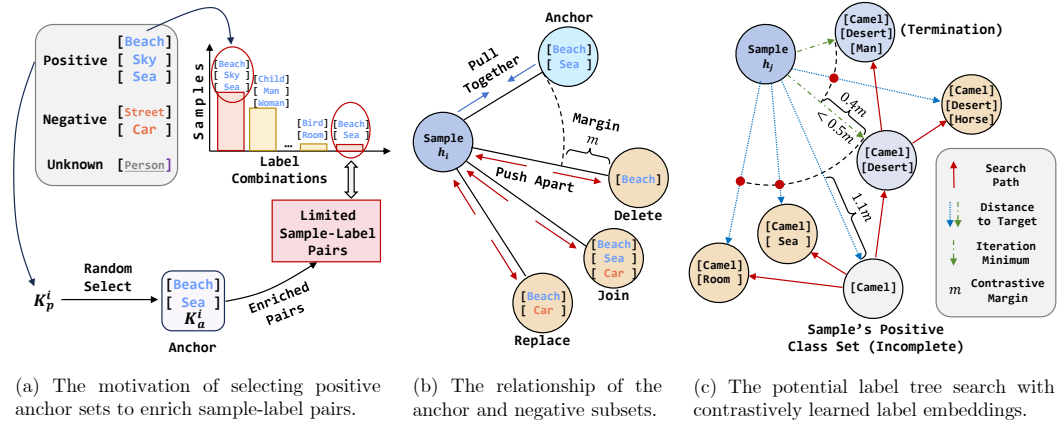 Positive
[Beach]
[ Sky ]
[ Sea ]
Negative
[Street]
[ Car ]
Unknown
[Person]
Samples
[Beach]
[ Sky ]
[ Sea ]
[Child]
[ Man ]
[Woman]
...
[Bird]
[Room]
[Beach]
[ Sea ]
Label
Combinations
Limited
Sample-Label
Pairs
K_p^i
Random
Select
[Beach]
[ Sea ]
K_a^i
Anchor
Enriched
Pairs
(a) The motivation of selecting positive
anchor sets to enrich sample-label pairs.
Anchor
[Beach]
[ Sea ]
Pull
Together
Sample
h_i
Margin
m
Push Apart
[Beach]
Delete
[Beach]
[ Sea ]
[ Car ]
Join
[Beach]
[ Car ]
Replace
(b) The relationship of the
anchor and negative subsets.
Sample
h_j
[Camel]
[Desert]
[Man]
(Termination)
[Camel]
[Desert]
[Horse]
0.4m
< 0.5m
[Camel]
[Desert]
1.1m
[Camel]
[ Sea ]
[Camel]
[Room ]
[Camel]
Sample's Positive
Class Set (Incomplete)
Search
Path
Distance
to Target
Iteration
Minimum
m Contrastive
Margin
(c) The potential label tree search with
contrastively learned label embeddings.